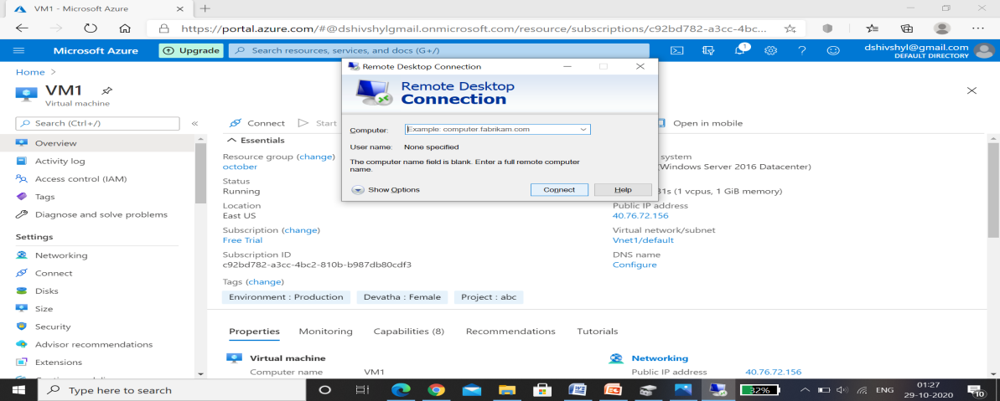 VM1 - Microsoft Azure
https://portal.azure.com/#@dshivshylgmail.onmicrosoft.com/resource/subscriptions/c92bd782-a3cc-4bc...
Microsoft Azure
Upgrade
Search resources, services, and docs (G+/)
1
dshivshyl@gmail.com
DEFAULT DIRECTORY
Home >
VM1
Virtual machine
Search (Ctrl+/)
«
Overview
Activity log
Access control (IAM)
Tags
Diagnose and solve problems
Settings
Networking
Connect
Disks
Size
Security
Advisor recommendations
Extensions
Connect
Start
Open in mobile
Essentials
Resource group (change)
october
Status
Running
Location
East US
Subscription (change)
Free Trial
Subscription ID
c92bd782-a3cc-4bc2-810b-b987db80cdf3
Tags (change)
Environment : Production
Devatha : Female
Project : abc
system
(Windows Server 2016 Datacenter)
1s (1 vcpus, 1 GiB memory)
Public IP address
40.76.72.156
Virtual network/subnet
Vnet1/default
DNS name
Configure
Properties
Monitoring
Capabilities (8)
Recommendations
Tutorials
Virtual machine
Computer name
VM1
Networking
Public IP address
40.76.72.156
Remote Desktop Connection
Remote Desktop
Connection
Computer:
Example: computer.fabrikam.com
User name:
None specified
The computer name field is blank. Enter a full remote computer
name.
Show Options
Connect
Help
Type here to search
32%
ENG
01:27
29-10-2020
10